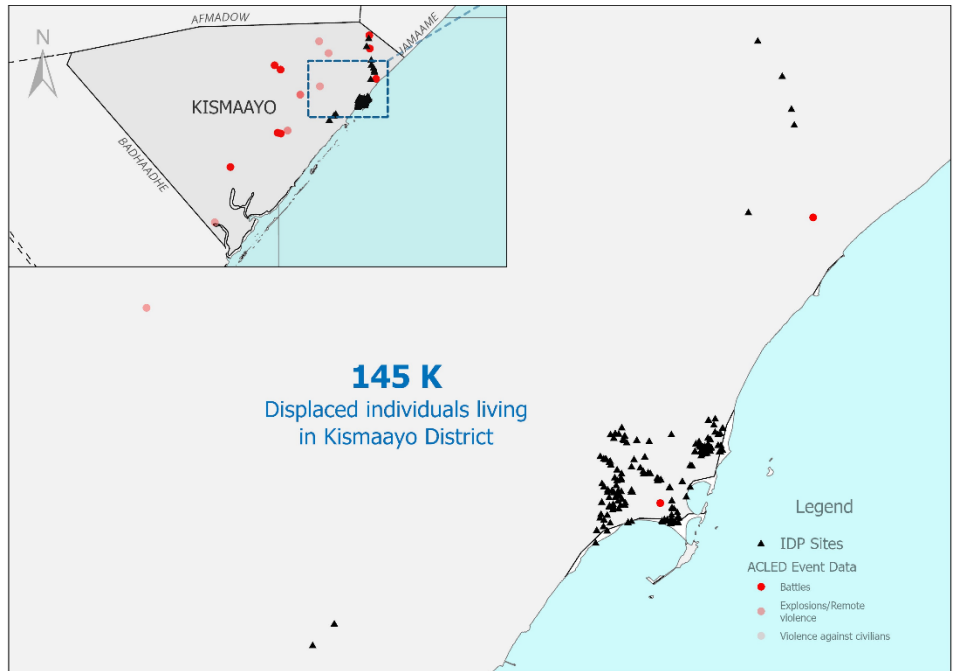 AFMADOW
N
JAMAAME
KISMAAYO
BADHAADHE
145 K
Displaced individuals living
in Kismaayo District
Legend
IDP Sites
ACLED Event Data
Battles
Explosions/Remote
violence
Violence against civilians